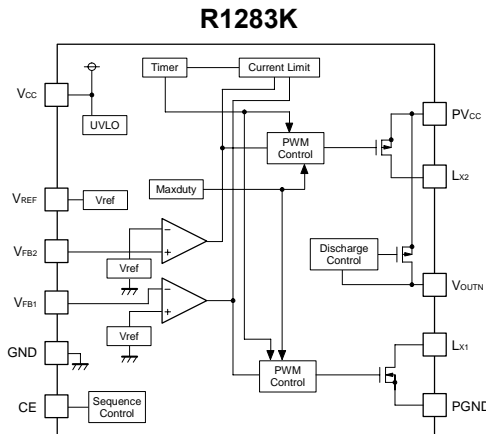 R1283K
Timer
Current Limit
VCC
PVCC
UVLO
PWM
Control
LX2
Maxduty
VREF
Vref
VFB2
−
+
Discharge
Control
Vref
VOUTN
VFB1
−
+
Vref
LX1
GND
PWM
Control
CE
Sequence
Control
PGND